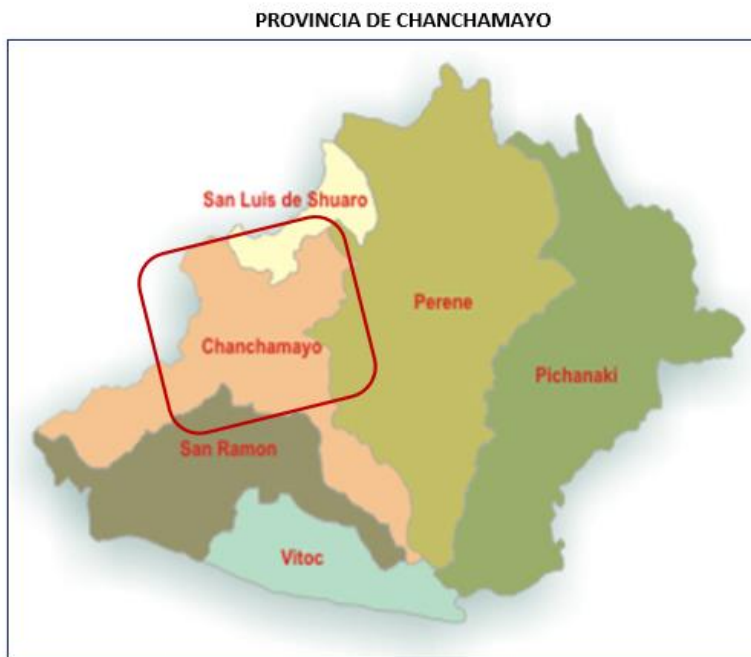 PROVINCIA DE CHANCHAMAYO
San Luis de Shuaro
Perene
Chanchamayo
Pichanaki
San Ramon
Vitoc